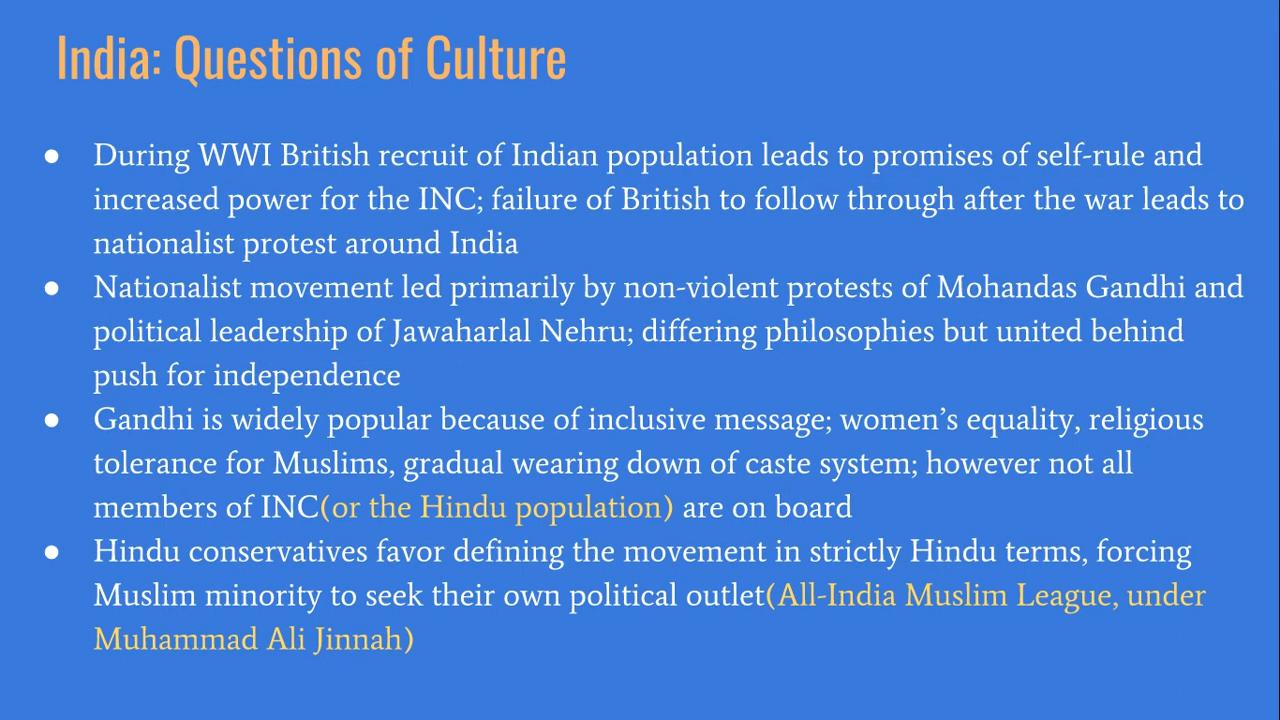 India: Questions of Culture
● During WWI British recruit of Indian population leads to promises of self-rule and
increased power for the INC; failure of British to follow through after the war leads to
nationalist protest around India
● Nationalist movement led primarily by non-violent protests of Mohandas Gandhi and
political leadership of Jawaharlal Nehru; differing philosophies but united behind
push for independence
● Gandhi is widely popular because of inclusive message; women’s equality, religious
tolerance for Muslims, gradual wearing down of caste system; however not all
members of INC(or the Hindu population) are on board
● Hindu conservatives favor defining the movement in strictly Hindu terms, forcing
Muslim minority to seek their own political outlet(All-India Muslim League, under
Muhammad Ali Jinnah)